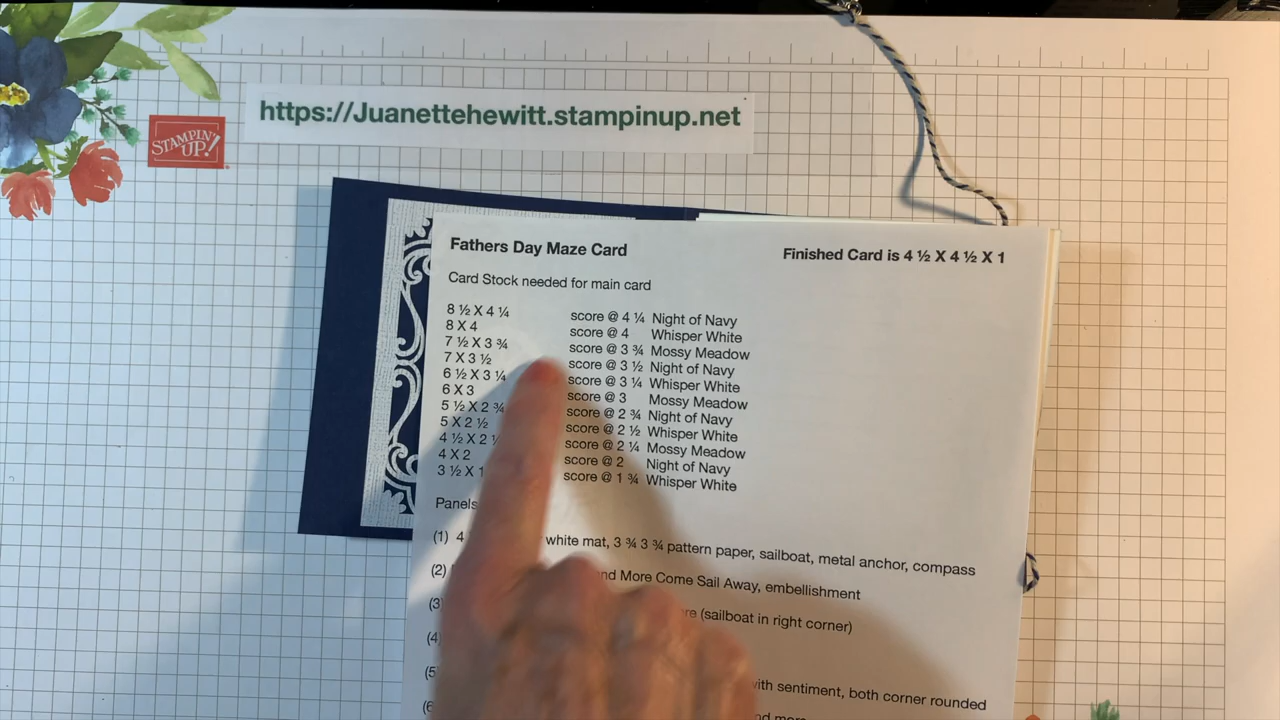 https://Juanettehewitt.stampinup.net
STAMPIN' UP!®
Fathers Day Maze Card Finished Card is 4 ½ X 4 ½ X 1
Card Stock needed for main card
8 ½ X 4 ¼ score @ 4 ¼ Night of Navy
8 X 4 score @ 4 Whisper White
7 ½ X 3 ¾ score @ 3 ¾ Mossy Meadow
7 X 3 ½ score @ 3 ½ Night of Navy
6 ½ X 3 ¼ score @ 3 ¼ Whisper White
6 X 3 score @ 3 Mossy Meadow
5 ½ X 2 ¾ score @ 2 ¾ Night of Navy
5 X 2 ½ score @ 2 ½ Whisper White
4 ½ X 2 score @ 2 ¼ Mossy Meadow
4 X 2 score @ 2 Night of Navy
3 ½ X 1 score @ 1 ¾ Whisper White
Panels
(1) 4 white mat, 3 ¾ 3 ¾ pattern paper, sailboat, metal anchor, compass
(2) and More Come Sail Away, embellishment
(3) (sailboat in right corner)
(4)
(5) with sentiment, both corner rounded
(6 and more